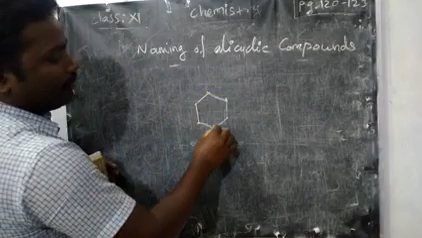 class: XI chemistry [Pg. 120-123]
Naming of alicyclic Compounds